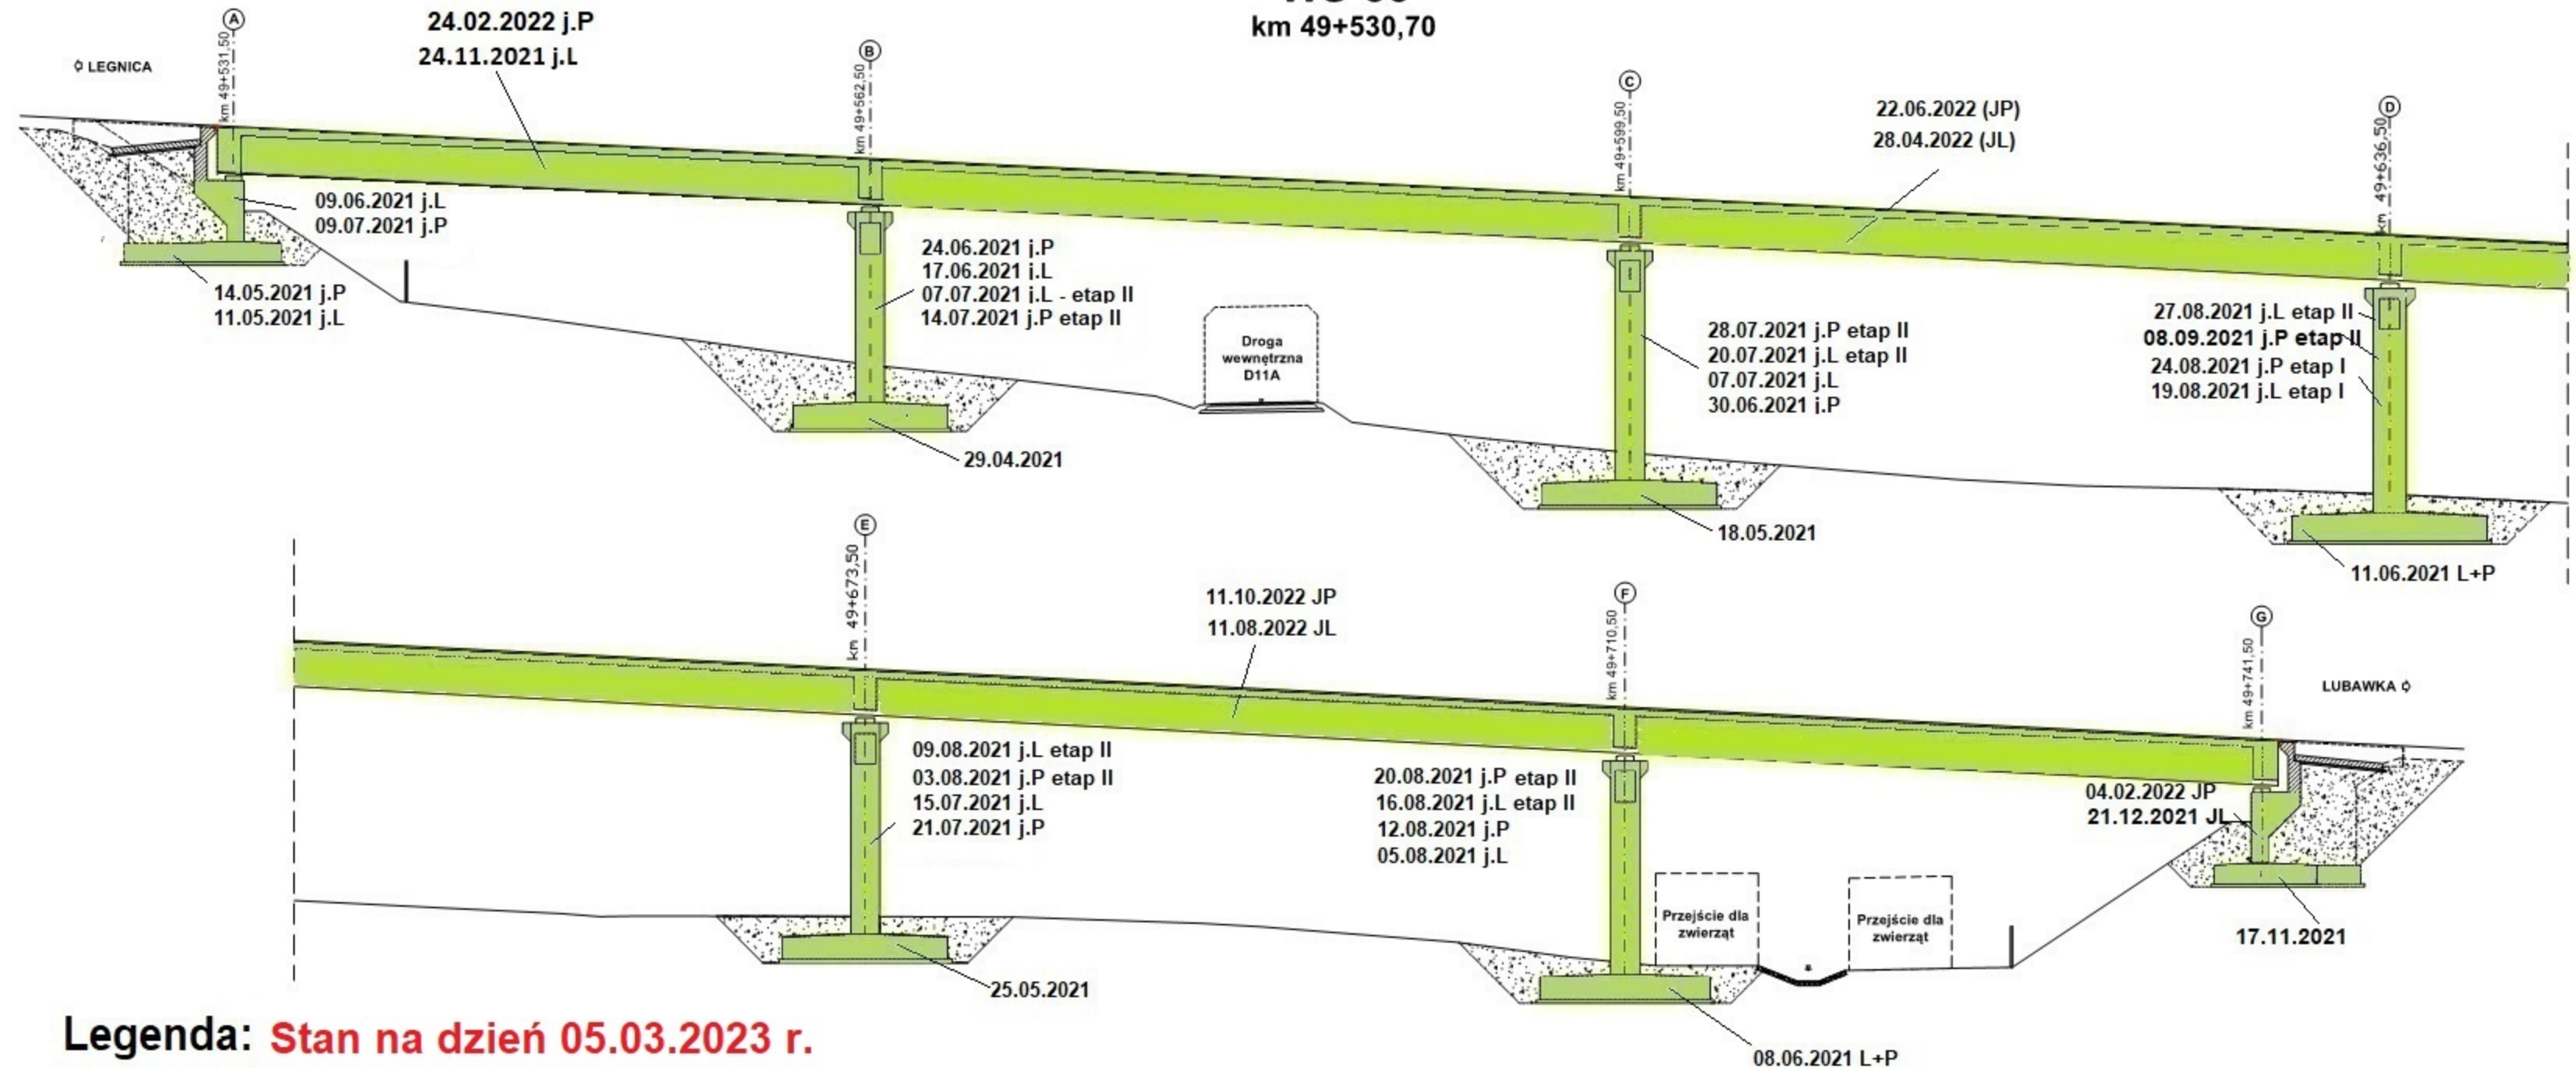 km 49+530,70
LEGNICA
A
km 49+531,50
24.02.2022 j.P
24.11.2021 j.L
B
km 49+562,50
C
km 49+599,50
22.06.2022 (JP)
28.04.2022 (JL)
D
km 49+636,50
09.06.2021 j.L
09.07.2021 j.P
14.05.2021 j.P
11.05.2021 j.L
24.06.2021 j.P
17.06.2021 j.L
07.07.2021 j.L - etap II
14.07.2021 j.P etap II
29.04.2021
Droga
wewnętrzna
D11A
28.07.2021 j.P etap II
20.07.2021 j.L etap II
07.07.2021 j.L
30.06.2021 j.P
18.05.2021
27.08.2021 j.L etap II
08.09.2021 j.P etap II
24.08.2021 j.P etap I
19.08.2021 j.L etap I
11.06.2021 L+P
E
km 49+673,50
11.10.2022 JP
11.08.2022 JL
F
km 49+710,50
G
km 49+741,50
LUBAWKA
09.08.2021 j.L etap II
03.08.2021 j.P etap II
15.07.2021 j.L
21.07.2021 j.P
25.05.2021
20.08.2021 j.P etap II
16.08.2021 j.L etap II
12.08.2021 j.P
05.08.2021 j.L
08.06.2021 L+P
Przejście dla
zwierząt
Przejście dla
zwierząt
04.02.2022 JP
21.12.2021 JL
17.11.2021
Legenda: Stan na dzień 05.03.2023 r.